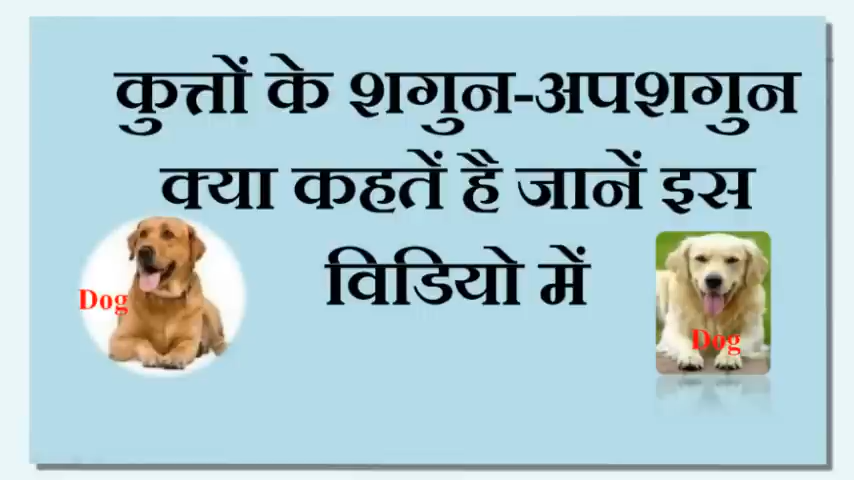 कुत्तों के शगुन-अपशगुन
क्या कहतें है जानें इस
विडियो में
Dog
Dog